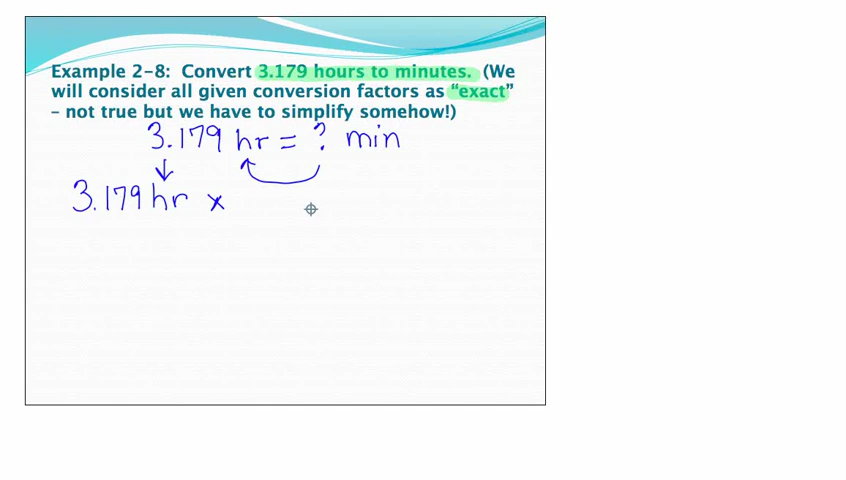 Example 2-8: Convert 3.179 hours to minutes. (We
will consider all given conversion factors as "exact"
– not true but we have to simplify somehow!)
3.179 hr = ? min
3.179 hr x